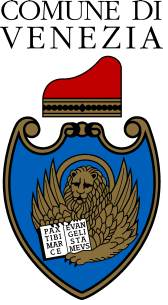 COMUNE DI
VENEZIA
PAX
TIBI
MAR
CE
EVAN
GELI
STA
MEVS